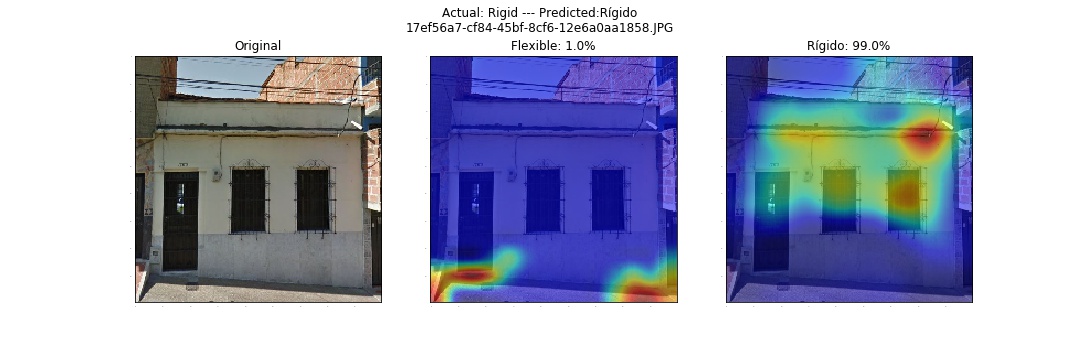 Actual: Rigid --- Predicted:Rígido
17ef56a7-cf84-45bf-8cf6-12e6a0aa1858.JPG
Original
Flexible: 1.0%
Rígido: 99.0%